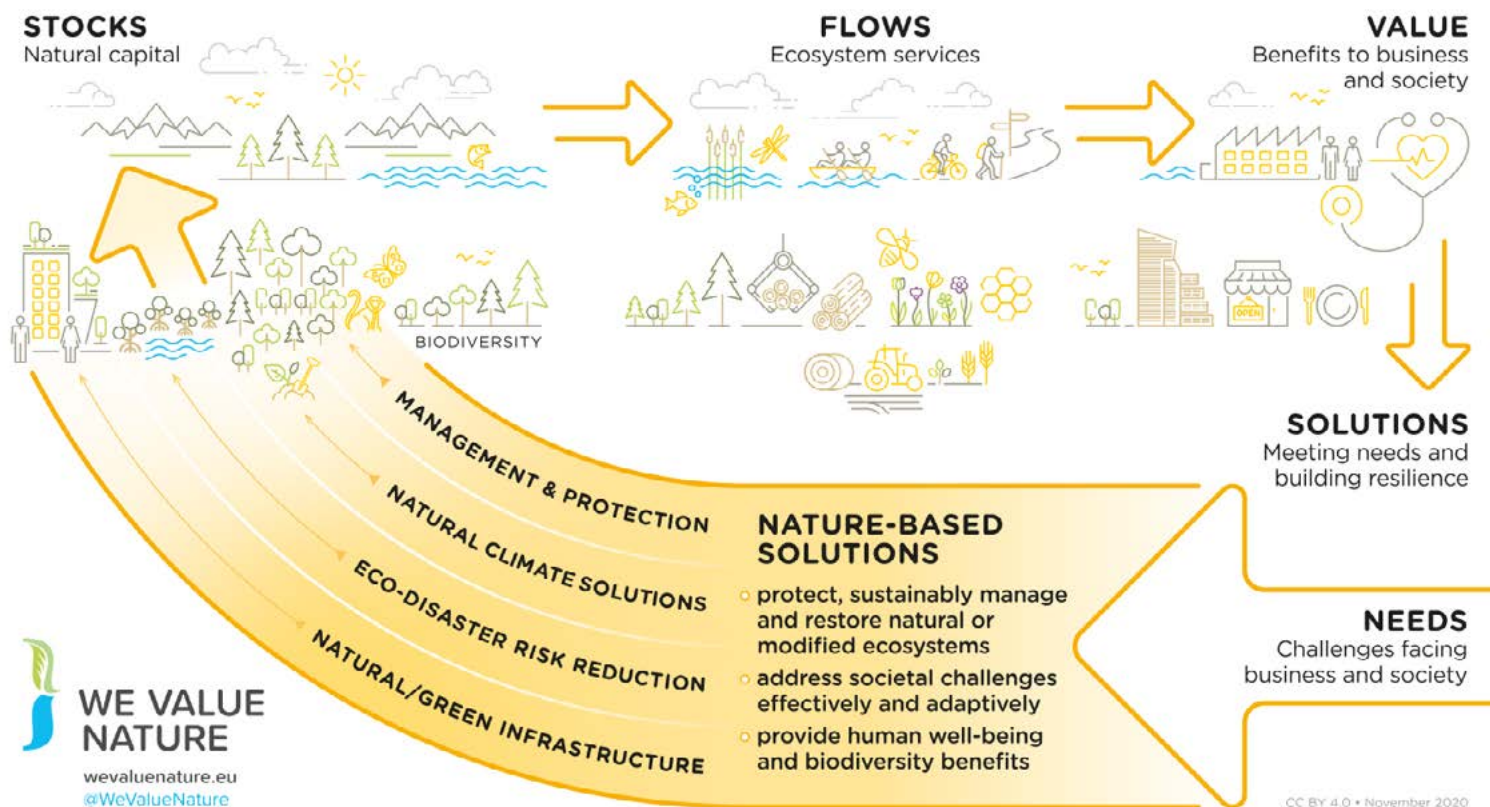 STOCKS
Natural capital
FLOWS
Ecosystem services
VALUE
Benefits to business
and society
BIODIVERSITY
OPEN
SOLUTIONS
Meeting needs and
building resilience
MANAGEMENT & PROTECTION
NATURAL CLIMATE SOLUTIONS
ECO-DISASTER RISK REDUCTION
NATURAL/GREEN INFRASTRUCTURE
NATURE-BASED
SOLUTIONS
protect, sustainably manage
and restore natural or
modified ecosystems
address societal challenges
effectively and adaptively
provide human well-being
and biodiversity benefits
NEEDS
Challenges facing
business and society
WE VALUE
NATURE
wevaluenature.eu
@WeValueNature
CC BY 4.0 • November 2020